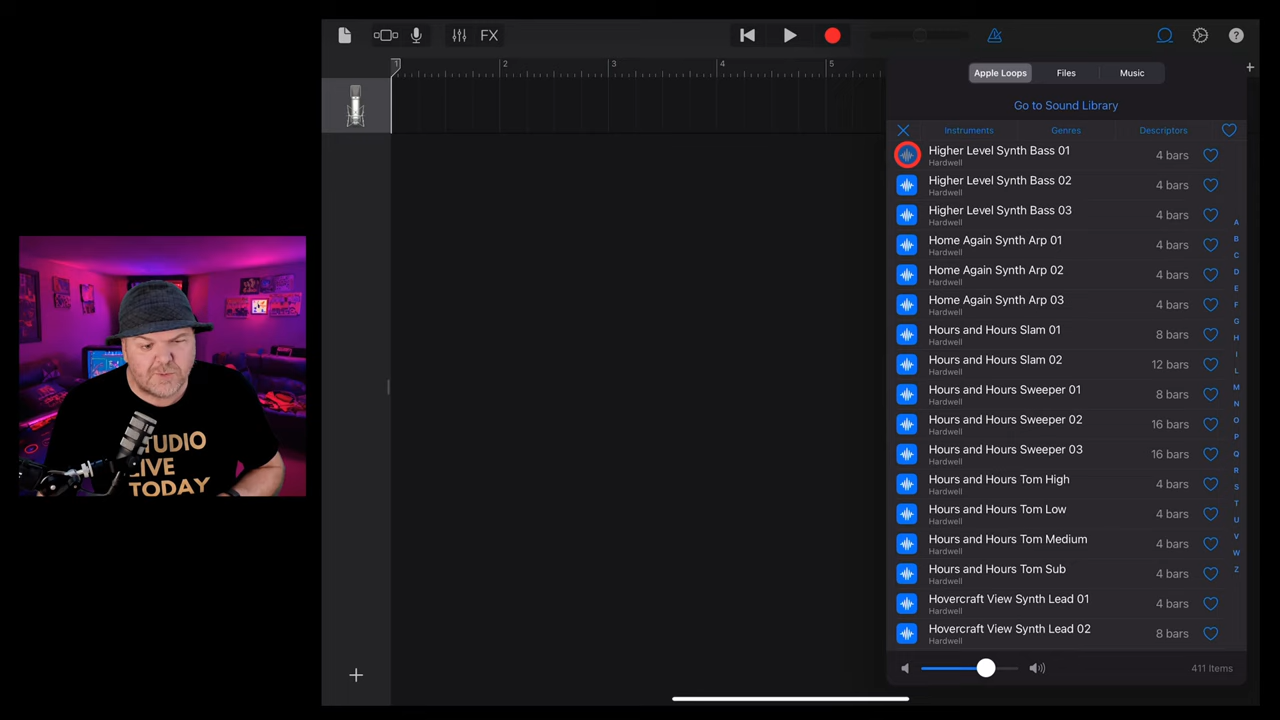 FX
1
2
3
4
5
Apple Loops
Files
Music
Go to Sound Library
Instruments
Genres
Descriptors
Higher Level Synth Bass 01
Hardwell
4 bars
Higher Level Synth Bass 02
Hardwell
4 bars
Higher Level Synth Bass 03
Hardwell
4 bars
Home Again Synth Arp 01
Hardwell
4 bars
Home Again Synth Arp 02
Hardwell
4 bars
Home Again Synth Arp 03
Hardwell
4 bars
Hours and Hours Slam 01
Hardwell
8 bars
Hours and Hours Slam 02
Hardwell
12 bars
Hours and Hours Sweeper 01
Hardwell
8 bars
Hours and Hours Sweeper 02
Hardwell
16 bars
Hours and Hours Sweeper 03
Hardwell
16 bars
Hours and Hours Tom High
Hardwell
4 bars
Hours and Hours Tom Low
Hardwell
4 bars
Hours and Hours Tom Medium
Hardwell
4 bars
Hours and Hours Tom Sub
Hardwell
4 bars
Hovercraft View Synth Lead 01
Hardwell
4 bars
Hovercraft View Synth Lead 02
Hardwell
8 bars
A
B
C
D
E
F
G
H
I
L
M
N
O
P
Q
R
S
T
U
V
W
Z
411 Items
TUDIO
IVE
TODAY